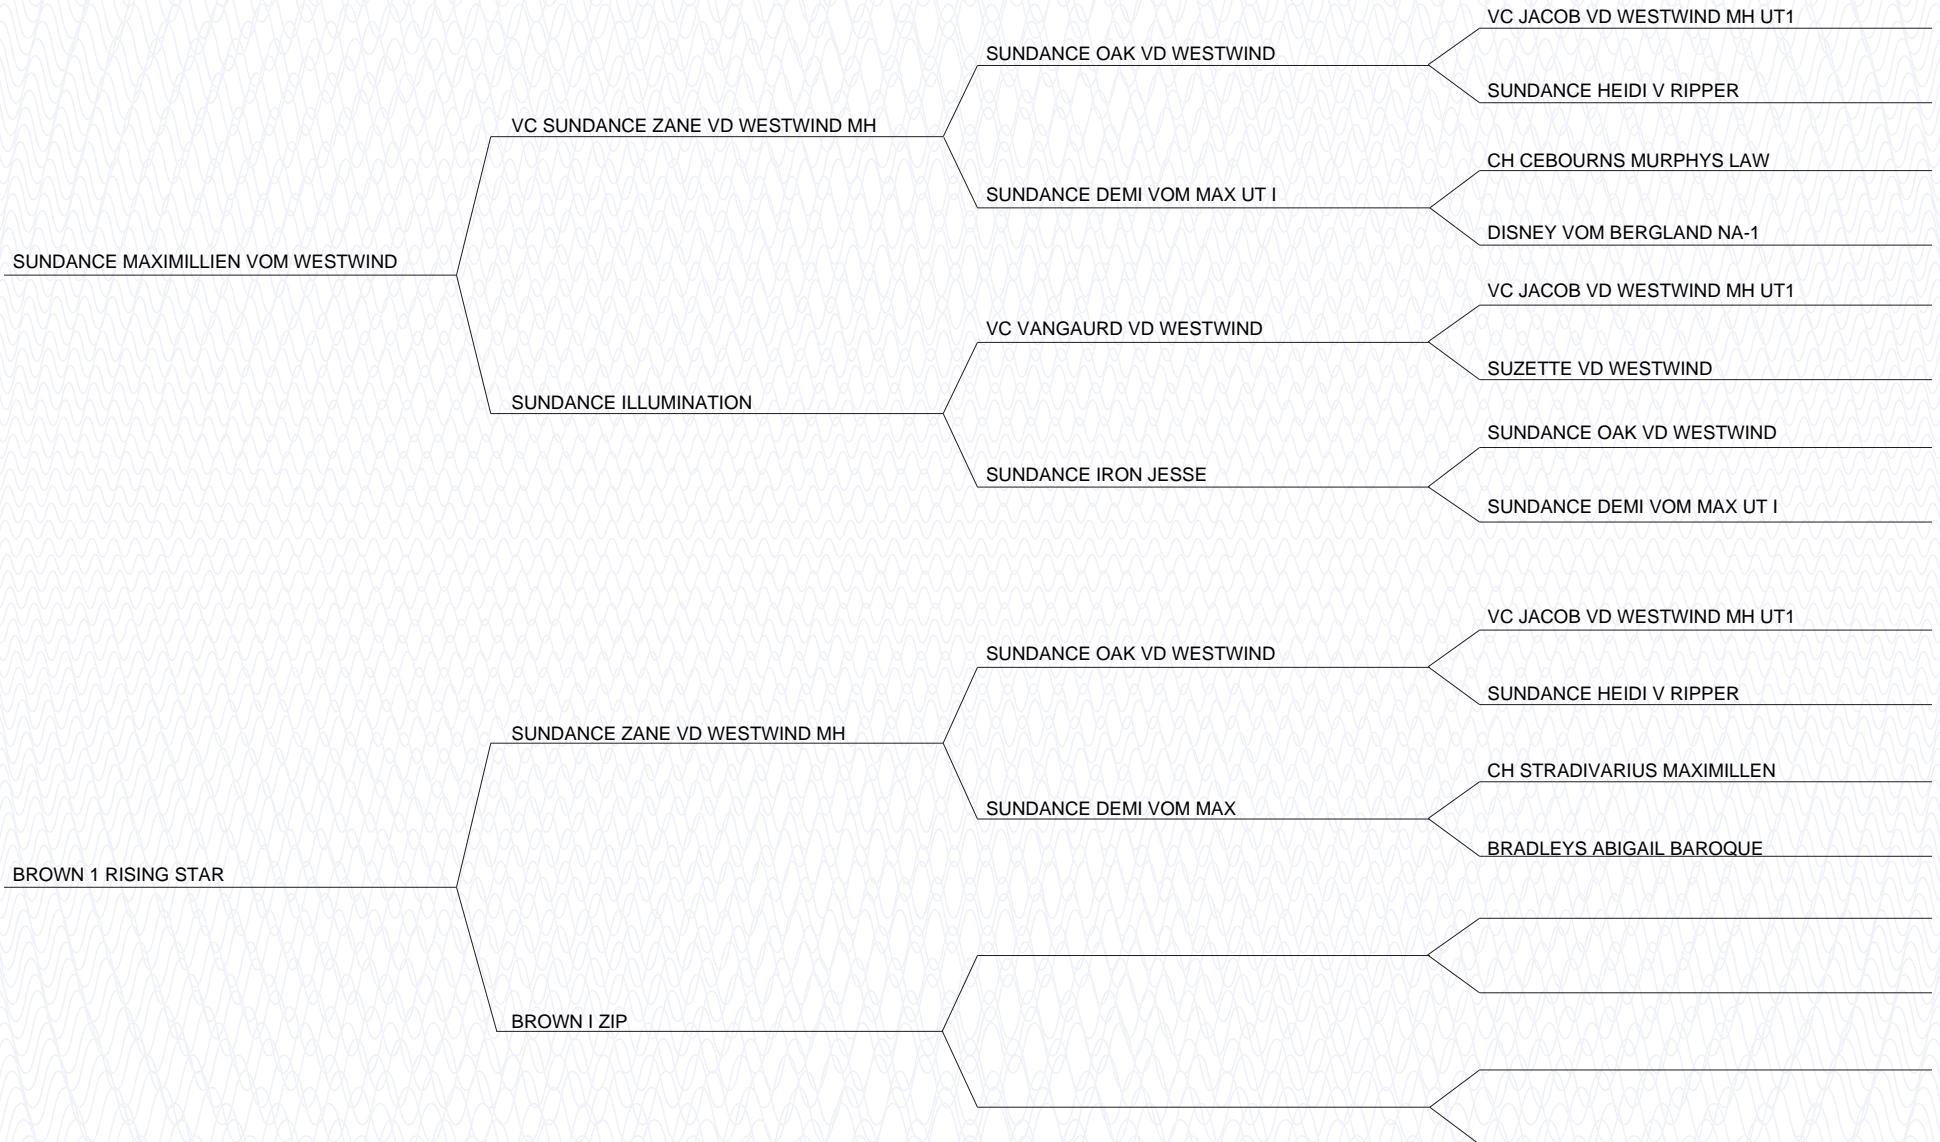 VC JACOB VD WESTWIND MH UT1
SUNDANCE OAK VD WESTWIND
SUNDANCE HEIDI V RIPPER
VC SUNDANCE ZANE VD WESTWIND MH
CH CEBOURNS MURPHYS LAW
SUNDANCE DEMI VOM MAX UT I
DISNEY VOM BERGLAND NA-1
SUNDANCE MAXIMILLIEN VOM WESTWIND
VC JACOB VD WESTWIND MH UT1
VC VANGAURD VD WESTWIND
SUZETTE VD WESTWIND
SUNDANCE ILLUMINATION
SUNDANCE OAK VD WESTWIND
SUNDANCE IRON JESSE
SUNDANCE DEMI VOM MAX UT I
VC JACOB VD WESTWIND MH UT1
SUNDANCE OAK VD WESTWIND
SUNDANCE HEIDI V RIPPER
SUNDANCE ZANE VD WESTWIND MH
CH STRADIVARIUS MAXIMILLEN
SUNDANCE DEMI VOM MAX
BRADLEYS ABIGAIL BAROQUE
BROWN 1 RISING STAR
BROWN I ZIP